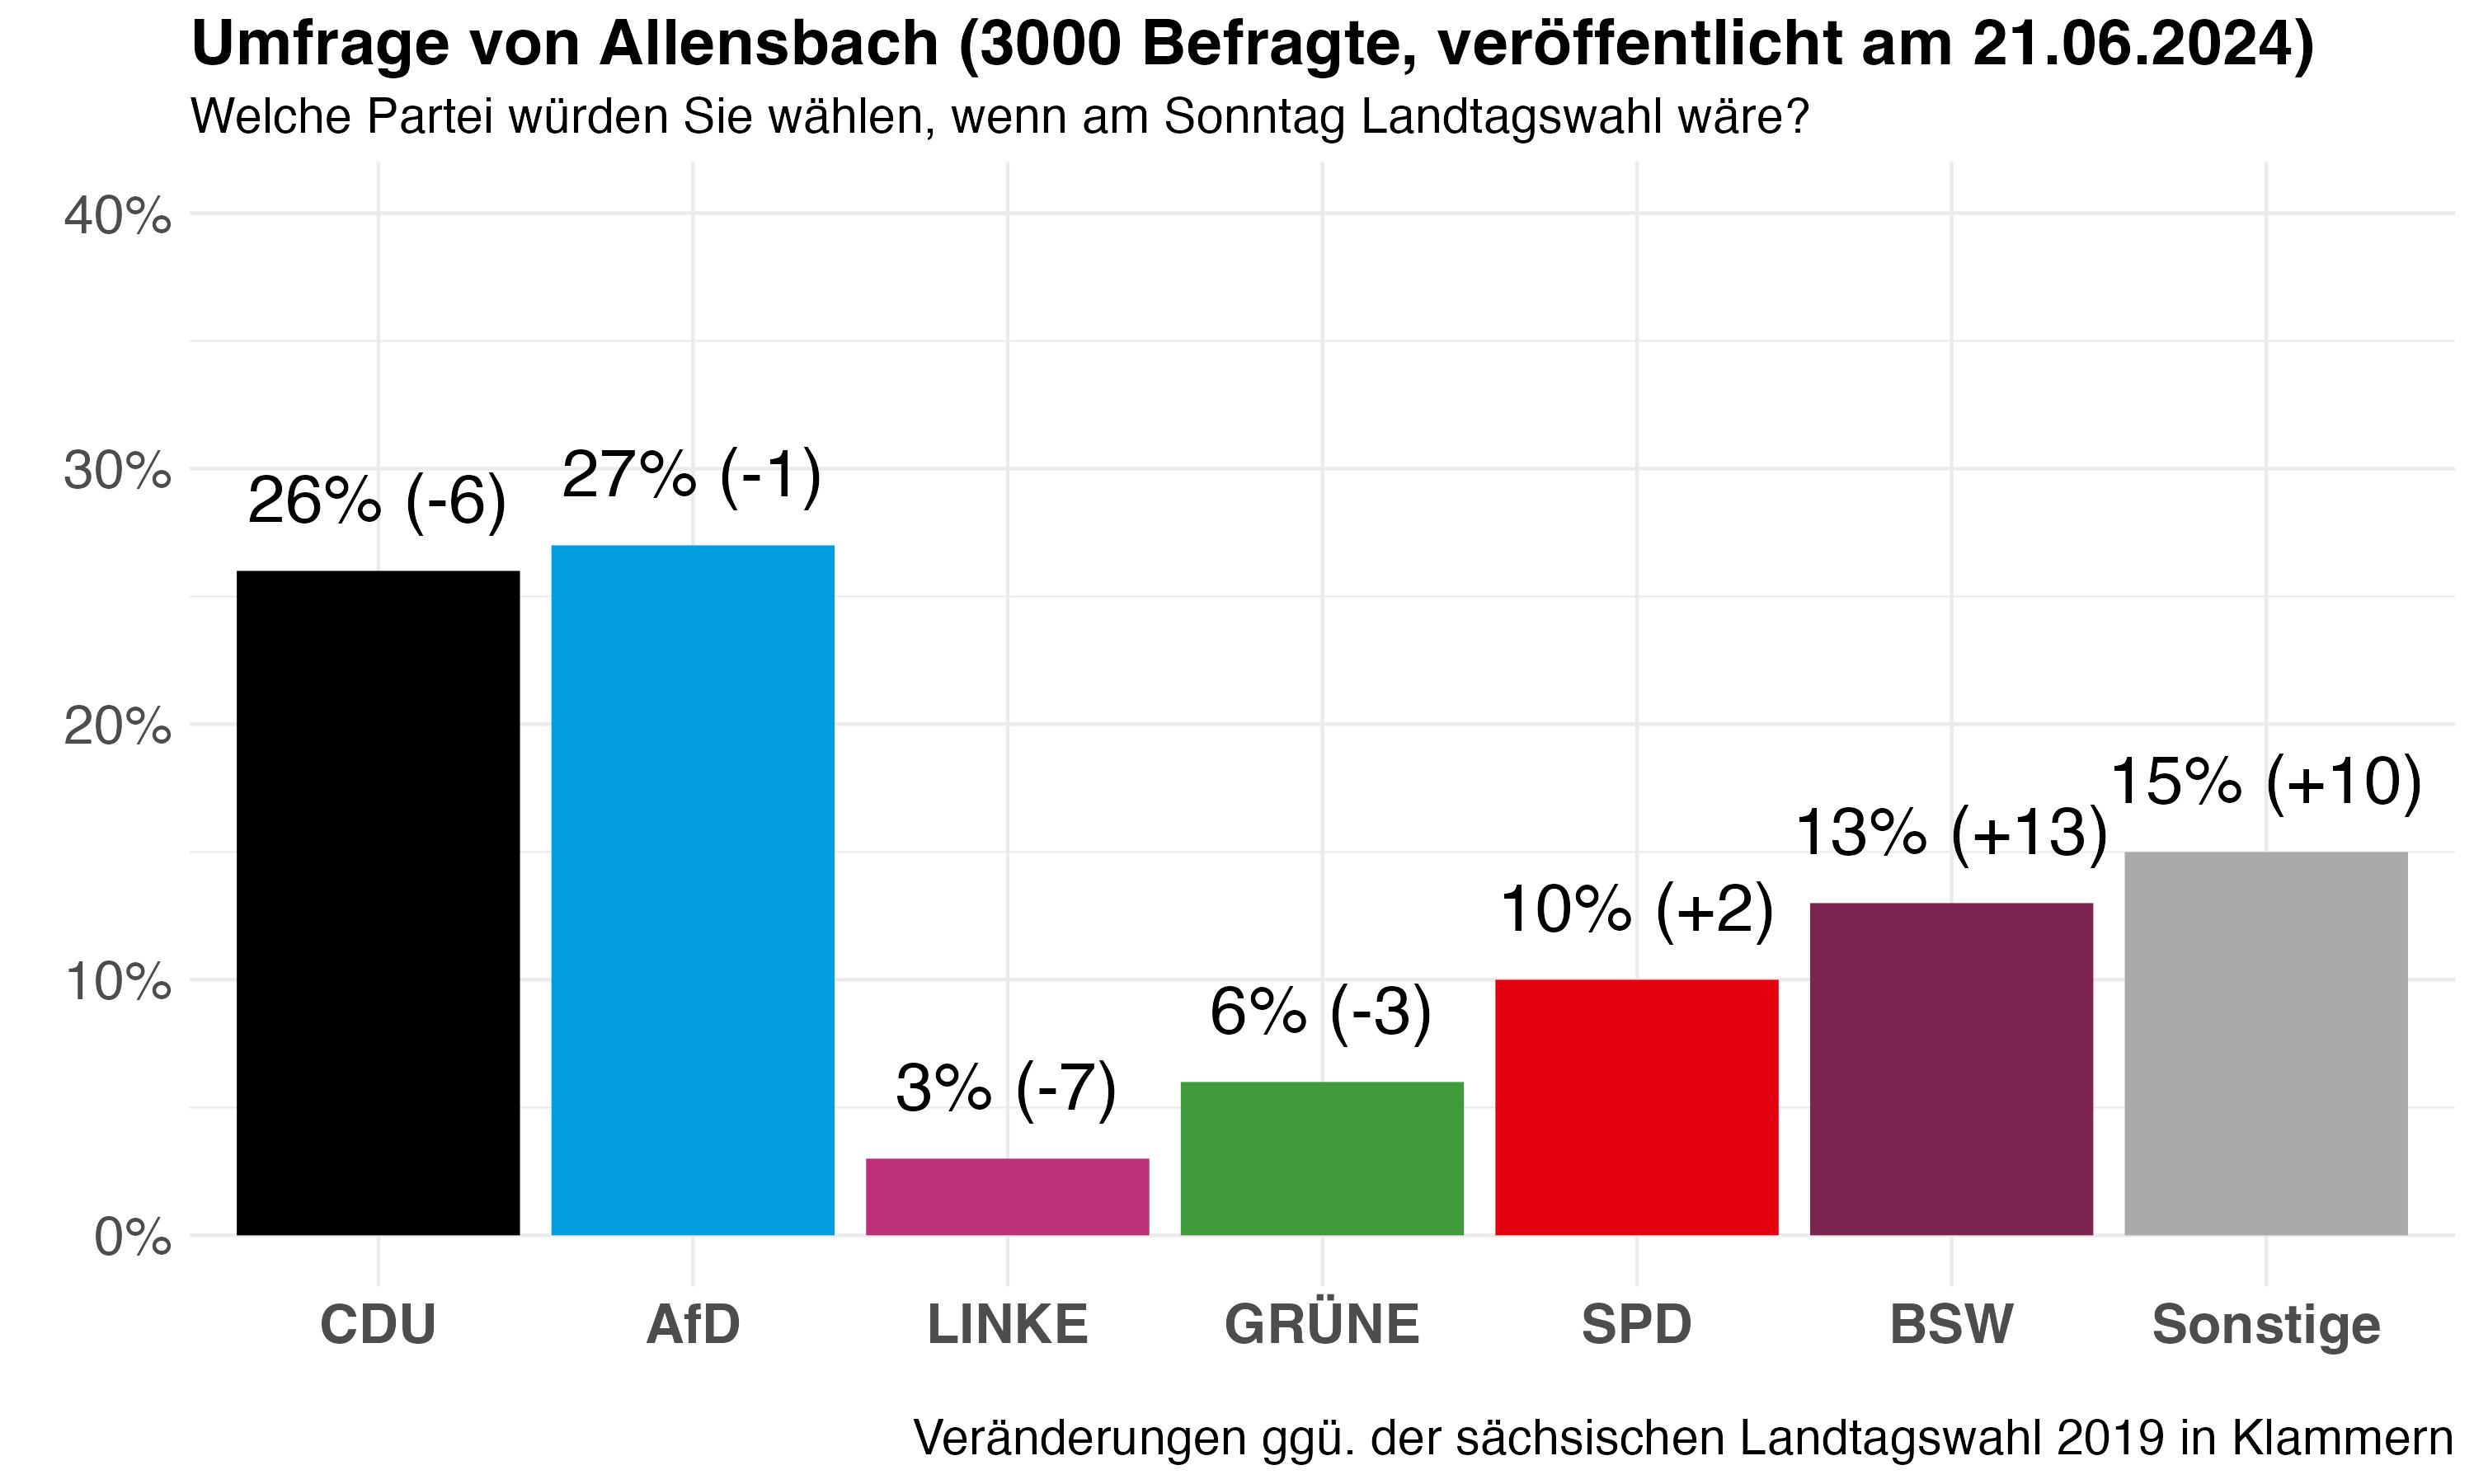 Umfrage von Allensbach (3000 Befragte, veröffentlicht am 21.06.2024)
Welche Partei würden Sie wählen, wenn am Sonntag Landtagswahl wäre?
40%
30%
20%
10%
0%
26% (-6)
27% (-1)
3% (-7)
6% (-3)
10% (+2)
13% (+13)
15% (+10)
CDU
AfD
LINKE
GRÜNE
SPD
BSW
Sonstige
Veränderungen ggü. der sächsischen Landtagswahl 2019 in Klammern